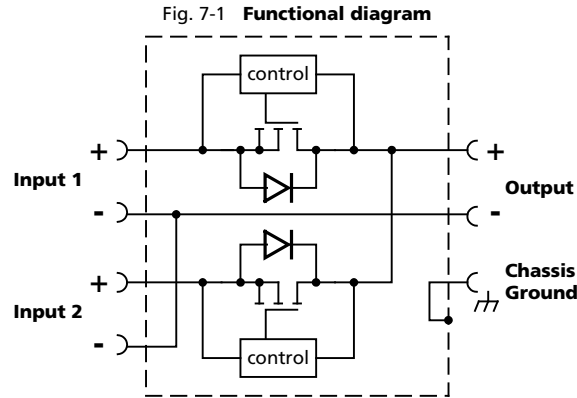 Fig. 7-1 Functional diagram
control
+
+
Input 1
Output
-
-
+
Chassis
Ground
Input 2
-
control